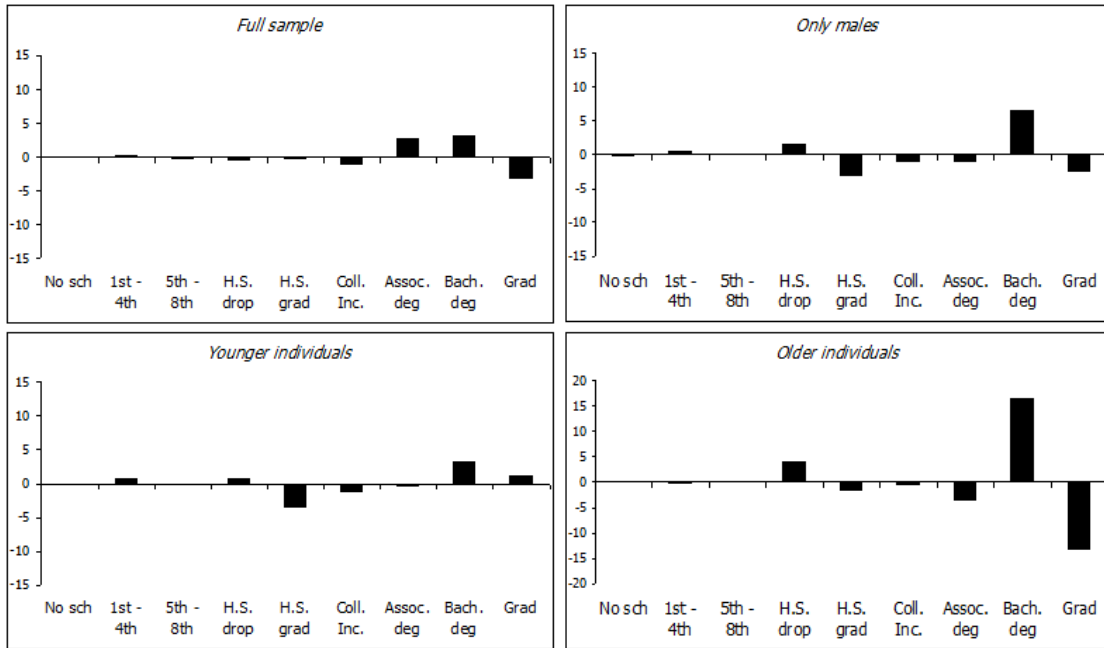 Full sample
15
10
5
0
-5
-10
-15
No sch 1st - 5th - H.S. H.S. Coll. Assoc. Bach. Grad
4th 8th drop grad Inc. deg deg
Only males
15
10
5
0
-5
-10
-15
No sch 1st - 5th - H.S. H.S. Coll. Assoc. Bach. Grad
4th 8th drop grad Inc. deg deg
Younger individuals
15
10
5
0
-5
-10
-15
No sch 1st - 5th - H.S. H.S. Coll. Assoc. Bach. Grad
4th 8th drop grad Inc. deg deg
Older individuals
20
15
10
5
0
-5
-10
-15
-20
No sch 1st - 5th - H.S. H.S. Coll. Assoc. Bach. Grad
4th 8th drop grad Inc. deg deg